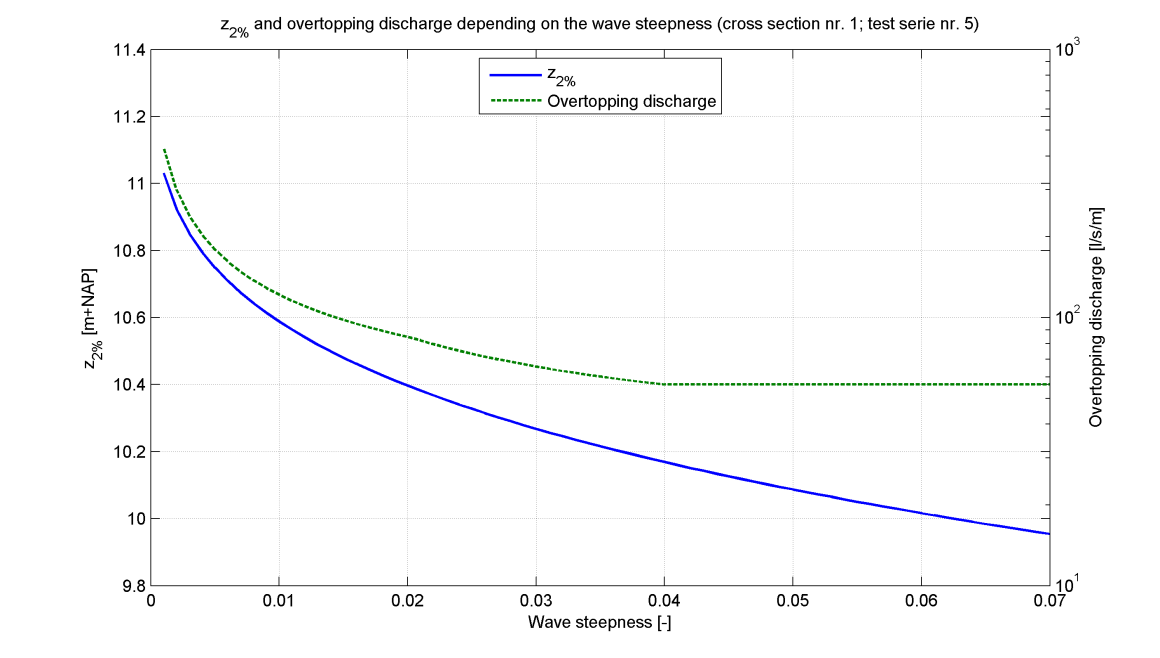 z2% and overtopping discharge depending on the wave steepness (cross section nr. 1; test serie nr. 5)
z2%
Overtopping discharge
11.4
11.2
11
10.8
10.6
10.4
10.2
10
9.8
z2% [m+NAP]
10^3
10^2
10^1
Overtopping discharge [l/s/m]
0 0.01 0.02 0.03 0.04 0.05 0.06 0.07
Wave steepness [-]